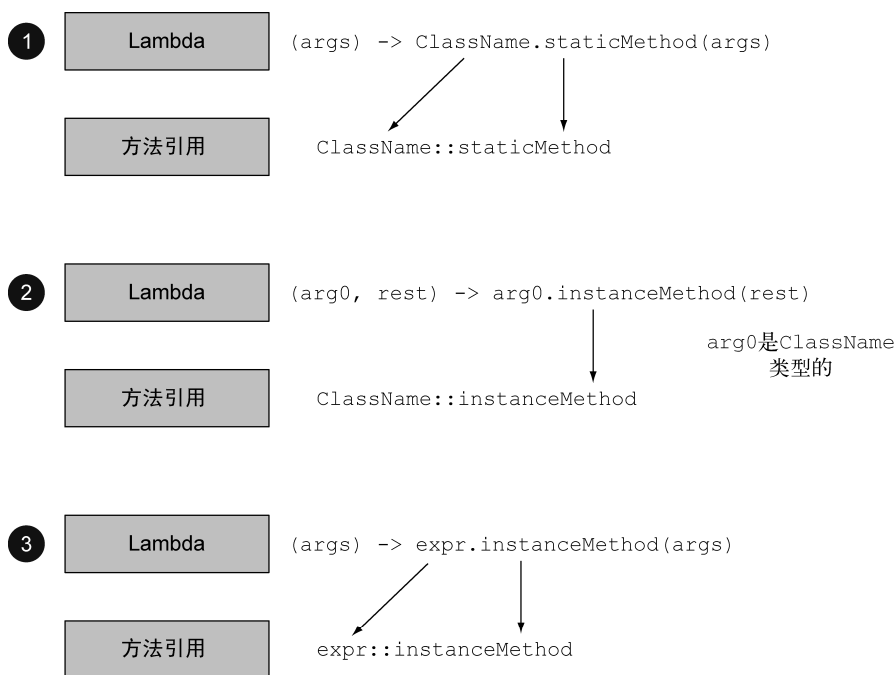 1 Lambda (args) -> ClassName.staticMethod(args)
方法引用 ClassName::staticMethod
2 Lambda (arg0, rest) -> arg0.instanceMethod(rest)
arg0是ClassName
类型的
方法引用 ClassName::instanceMethod
3 Lambda (args) -> expr.instanceMethod(args)
方法引用 expr::instanceMethod